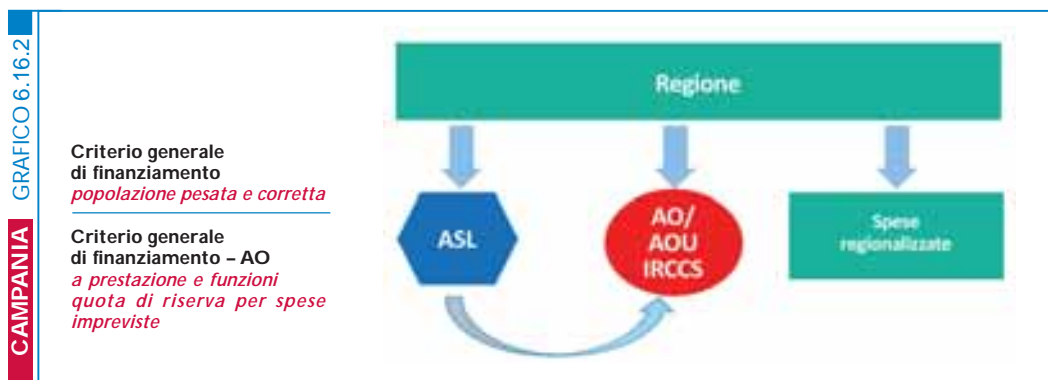 GRAFICO 6.16.2
CAMPANIA
Criterio generale
di finanziamento
popolazione pesata e corretta
Criterio generale
di finanziamento – AO
a prestazione e funzioni
quota di riserva per spese
impreviste
Regione
ASL
AO/
AOU
IRCCS
Spese
regionalizzate